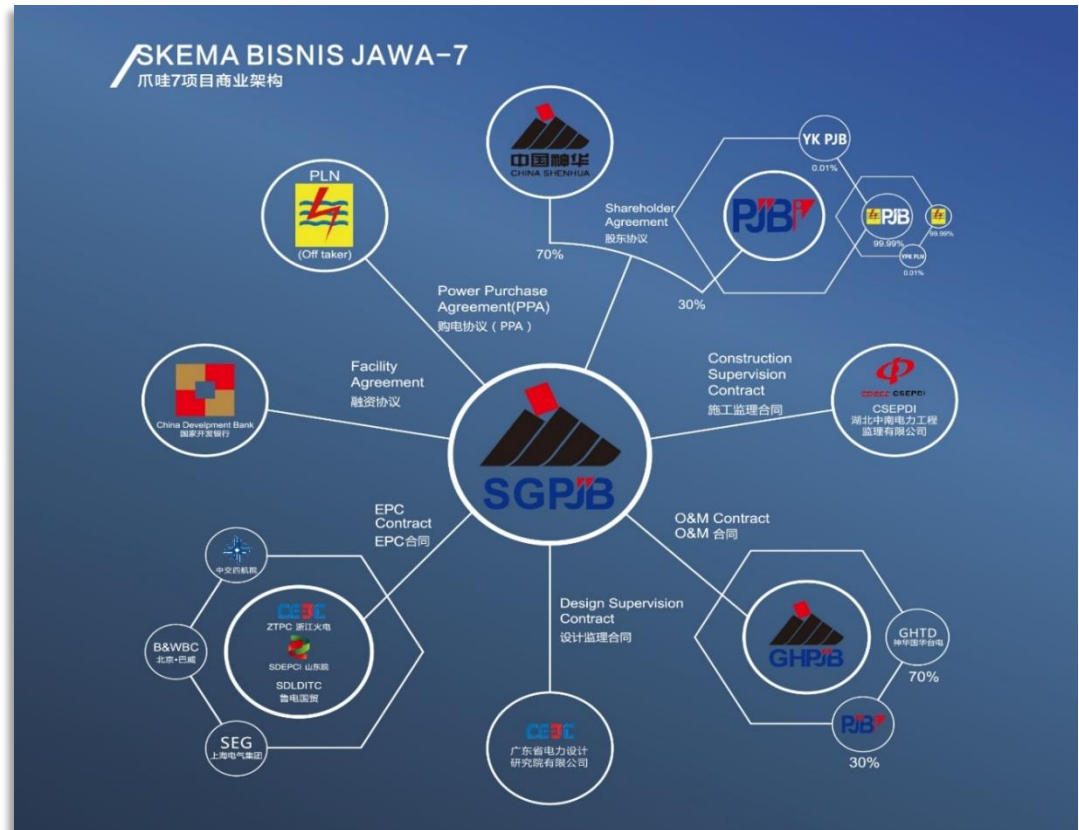 SKEMA BISNIS JAWA-7
爪哇7项目商业架构
中国神华
CHINA SHENHUA
70%
Shareholder
Agreement
股东协议
30%
PJBI
YK PJB
0.01%
PJB
99.99%
99.99%
YPK PLN
0.01%
PLN
(Off taker)
Power Purchase
Agreement(PPA)
购电协议（PPA）
China Develpment Bank
国家开发银行
Facility
Agreement
融资协议
SGPJB
Construction
Supervision
Contract
施工监理合同
CSEPDI
CSEPDI
湖北中南电力工程
监理有限公司
EPC
Contract
EPC合同
中交四航院
B&WBC
北京·巴威
SEG
上海电气集团
ZTPC 浙江火电
SDEPCI 山东院
SDLDITC
鲁电国贸
Design Supervision
Contract
设计监理合同
广东省电力设计
研究院有限公司
O&M Contract
O&M 合同
GHPJB
GHTD
神华国华台电
70%
PJB
30%